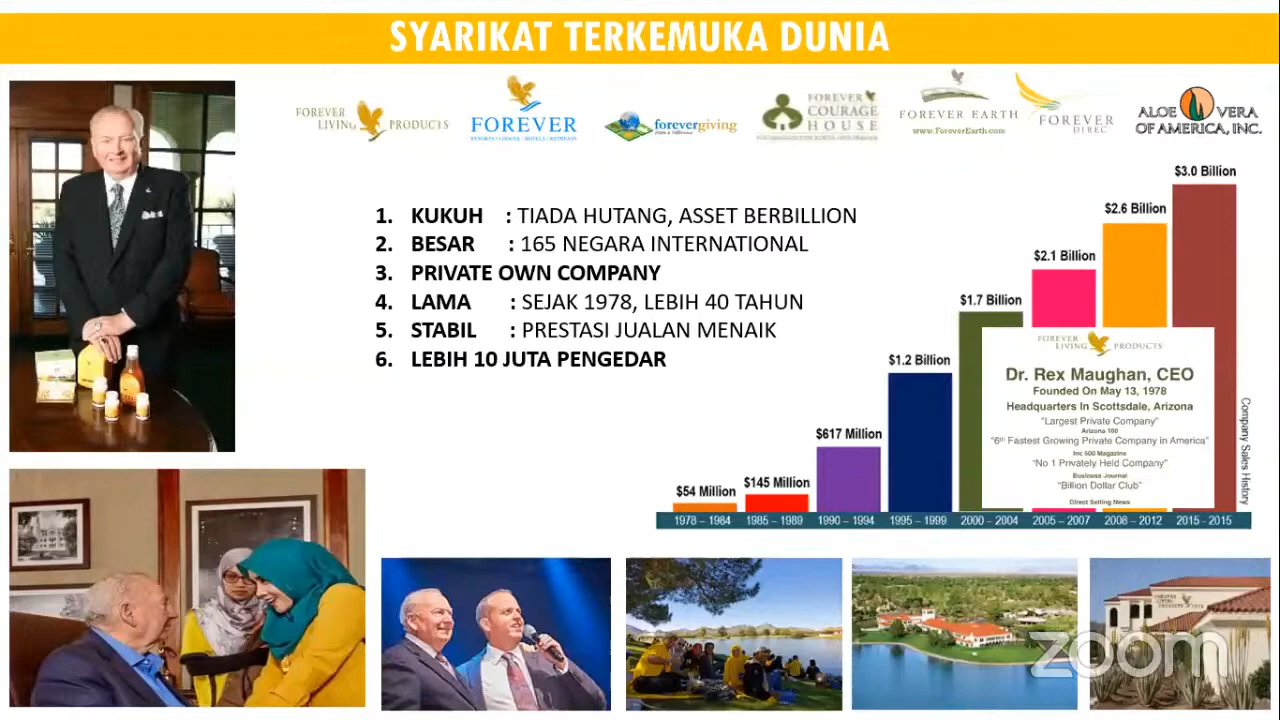 SYARIKAT TERKEMUKA DUNIA
FOREVER
LIVING PRODUCTS
FOREVER
RESORTS
forevergiving
FOREVER
COURAGE
HOUSE
FOREVER EARTH
www.ForeverEarth.com
FOREVER
DIREC
ALOE VERA
OF AMERICA, INC.
1. KUKUH : TIADA HUTANG, ASSET BERBILLION
2. BESAR : 165 NEGARA INTERNATIONAL
3. PRIVATE OWN COMPANY
4. LAMA : SEJAK 1978, LEBIH 40 TAHUN
5. STABIL : PRESTASI JUALAN MENAIK
6. LEBIH 10 JUTA PENGEDAR
$54 Million
$145 Million
$617 Million
$1.2 Billion
$1.7 Billion
$2.1 Billion
$2.6 Billion
$3.0 Billion
FOREVER
LIVING PRODUCTS
Dr. Rex Maughan, CEO
Founded On May 13, 1978
Headquarters In Scottsdale, Arizona
"Largest Private Company"
Arizona 100
"6th Fastest Growing Private Company in America"
Inc 500 Magazine
"No 1 Privately Held Company"
Business Journal
"Billion Dollar Club"
Direct Selling News
Company Sales History
1978 – 1984
1985 – 1989
1990 – 1994
1995 – 1999
2000 – 2004
2005 – 2007
2008 – 2012
2015 – 2015
zoom